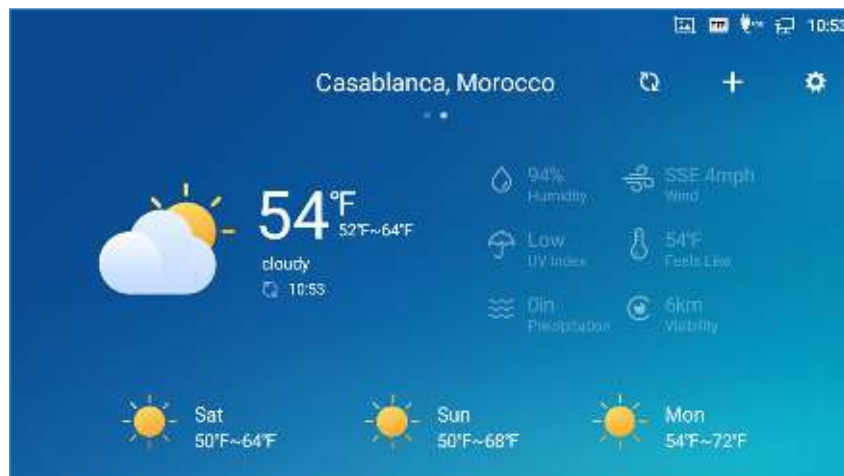 10:53
Casablanca, Morocco
54°F
52°F~64°F
cloudy
10:53
94%
Humidity
SSE 4mph
Wind
Low
UV Index
54°F
Feels Like
0in
Precipitation
6km
Visibility
Sat
50°F~64°F
Sun
50°F~68°F
Mon
54°F~72°F